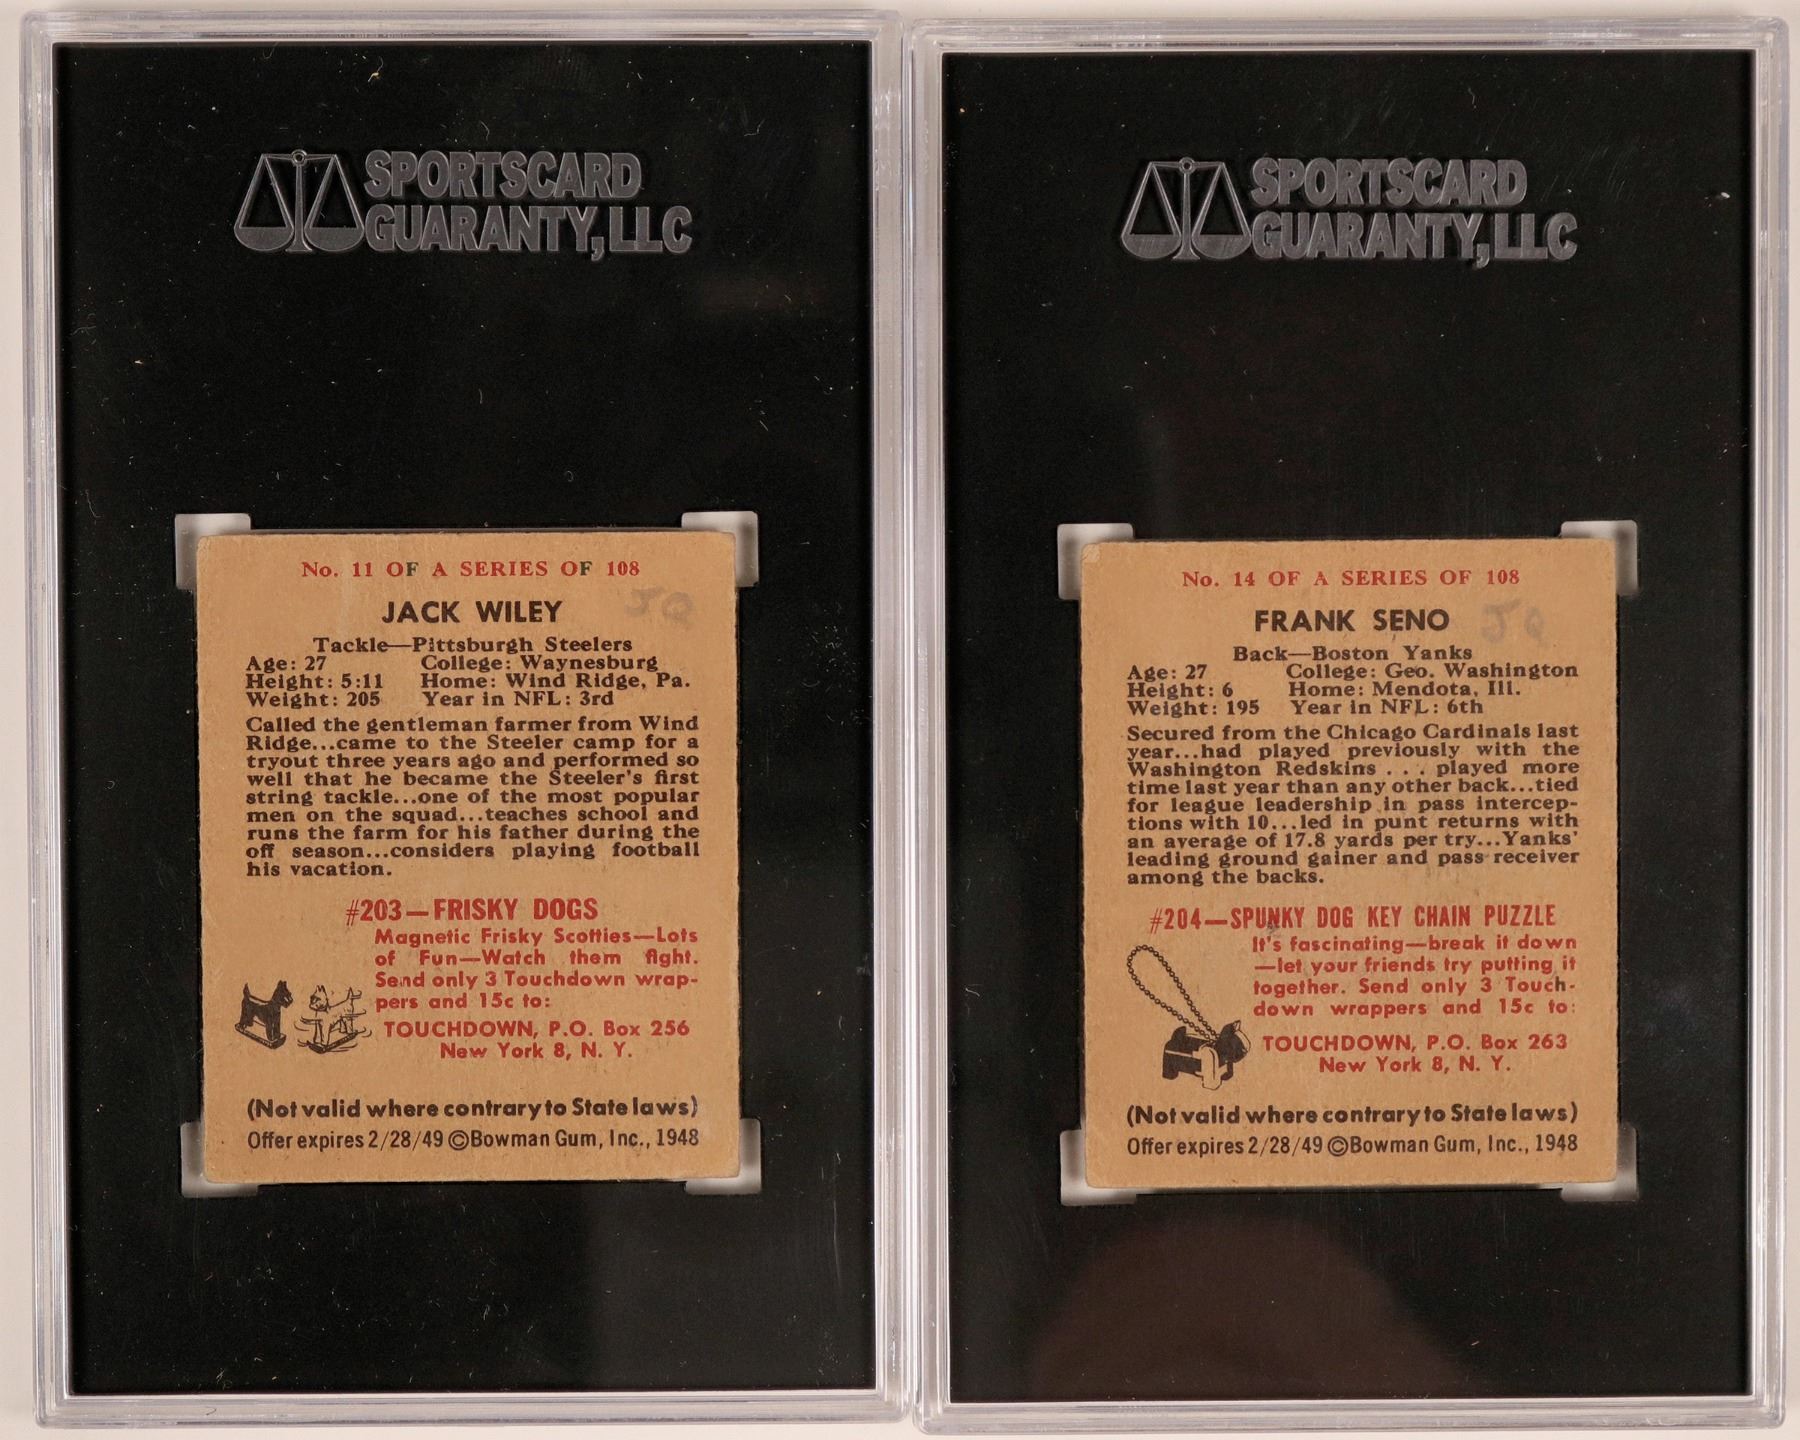 SPORTSCARD
GUARANTY, LLC
No. 11 OF A SERIES OF 108
JACK WILEY
JQ
Tackle—Pittsburgh Steelers
Age: 27 College: Waynesburg
Height: 5:11 Home: Wind Ridge, Pa.
Weight: 205 Year in NFL: 3rd
Called the gentleman farmer from Wind
Ridge...came to the Steeler camp for a
tryout three years ago and performed so
well that he became the Steeler's first
string tackle...one of the most popular
men on the squad...teaches school and
runs the farm for his father during the
off season...considers playing football
his vacation.
#203—FRISKY DOGS
Magnetic Frisky Scotties—Lots
of Fun—Watch them fight.
Send only 3 Touchdown wrap-
pers and 15c to:
TOUCHDOWN, P.O. Box 256
New York 8, N. Y.
(Not valid where contrary to State laws)
Offer expires 2/28/49 ©Bowman Gum, Inc., 1948
SPORTSCARD
GUARANTY, LLC
No. 14 OF A SERIES OF 108
FRANK SENO
JQ
Back—Boston Yanks
Age: 27 College: Geo. Washington
Height: 6 Home: Mendota, Ill.
Weight: 195 Year in NFL: 6th
Secured from the Chicago Cardinals last
year...had played previously with the
Washington Redskins . . . played more
time last year than any other back...tied
for league leadership in pass intercep-
tions with 10...led in punt returns with
an average of 17.8 yards per try...Yanks'
leading ground gainer and pass receiver
among the backs.
#204—SPUNKY DOG KEY CHAIN PUZZLE
It's fascinating—break it down
—let your friends try putting it
together. Send only 3 Touch-
down wrappers and 15c to:
TOUCHDOWN, P.O. Box 263
New York 8, N. Y.
(Not valid where contrary to State laws)
Offer expires 2/28/49 ©Bowman Gum, Inc., 1948